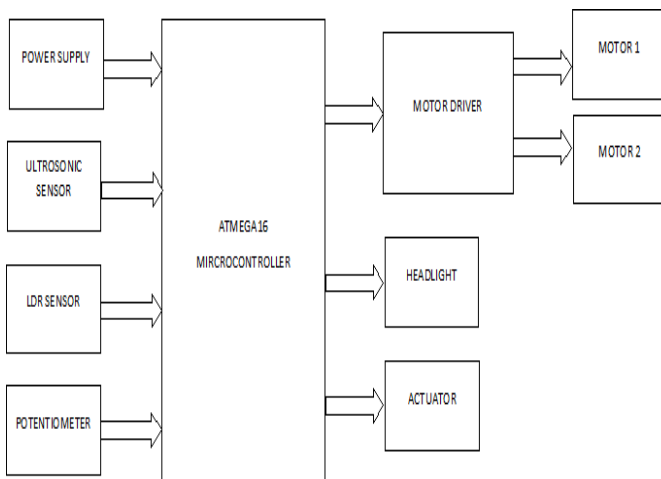 POWER SUPPLY
ULTROSONIC
SENSOR
LDR SENSOR
POTENTIOMETER
ATMEGA16
MIRCROCONTROLLER
MOTOR DRIVER
HEADLIGHT
ACTUATOR
MOTOR 1
MOTOR 2